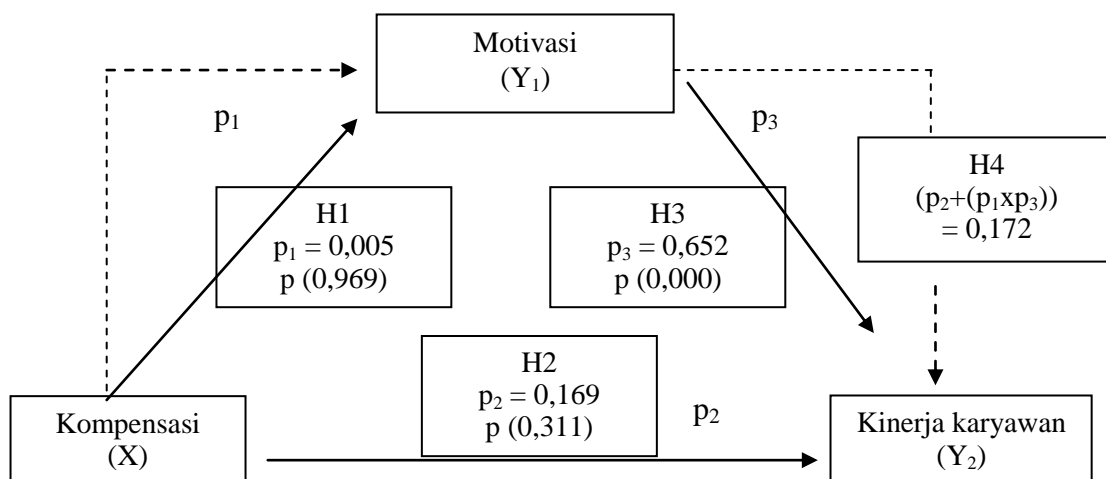 Motivasi
(Y₁)
p₁
p₃
H4
(p₂+(p₁xp₃))
= 0,172
H1
p₁ = 0,005
p (0,969)
H3
p₃ = 0,652
p (0,000)
H2
p₂ = 0,169
p (0,311)
p₂
Kompensasi
(X)
Kinerja karyawan
(Y₂)